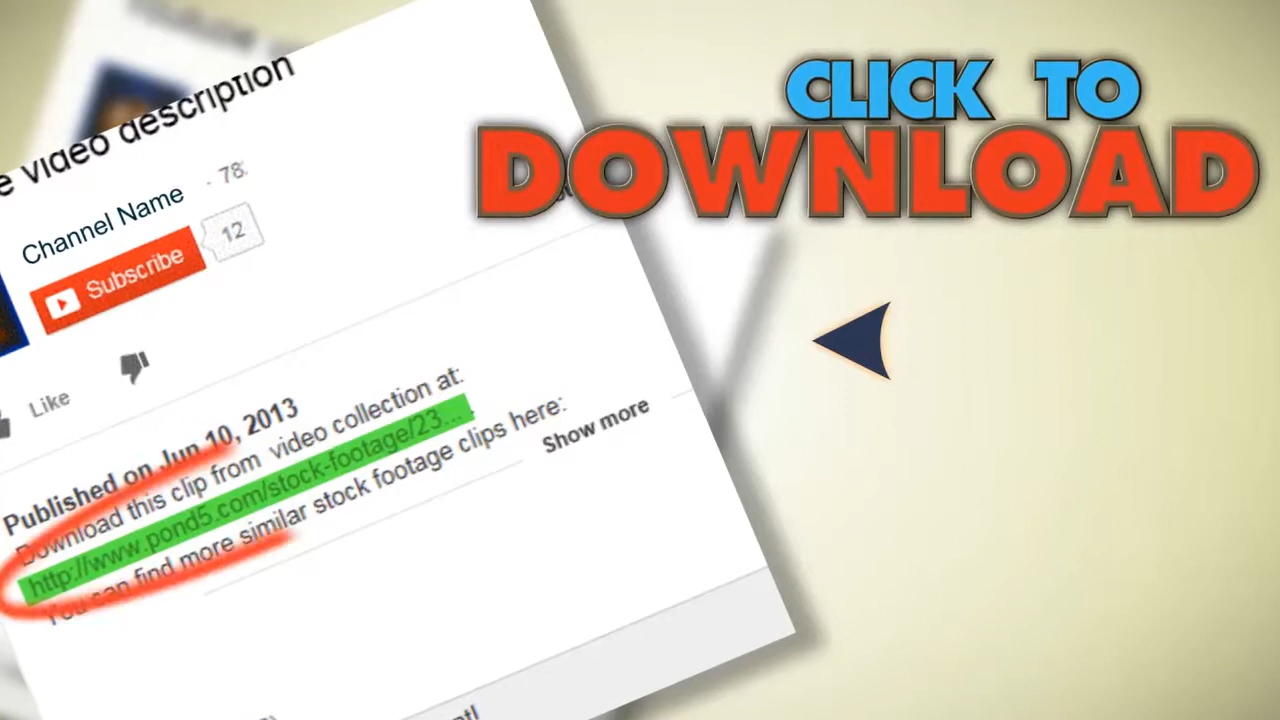 CLICK TO
DOWNLOAD
video description
Channel Name
Subscribe
12
Like
Published on Jun 10, 2013
Download this clip from video collection at:
http://www.pond5.com/stock-footage/23...
You can find more similar stock footage clips here:
Show more